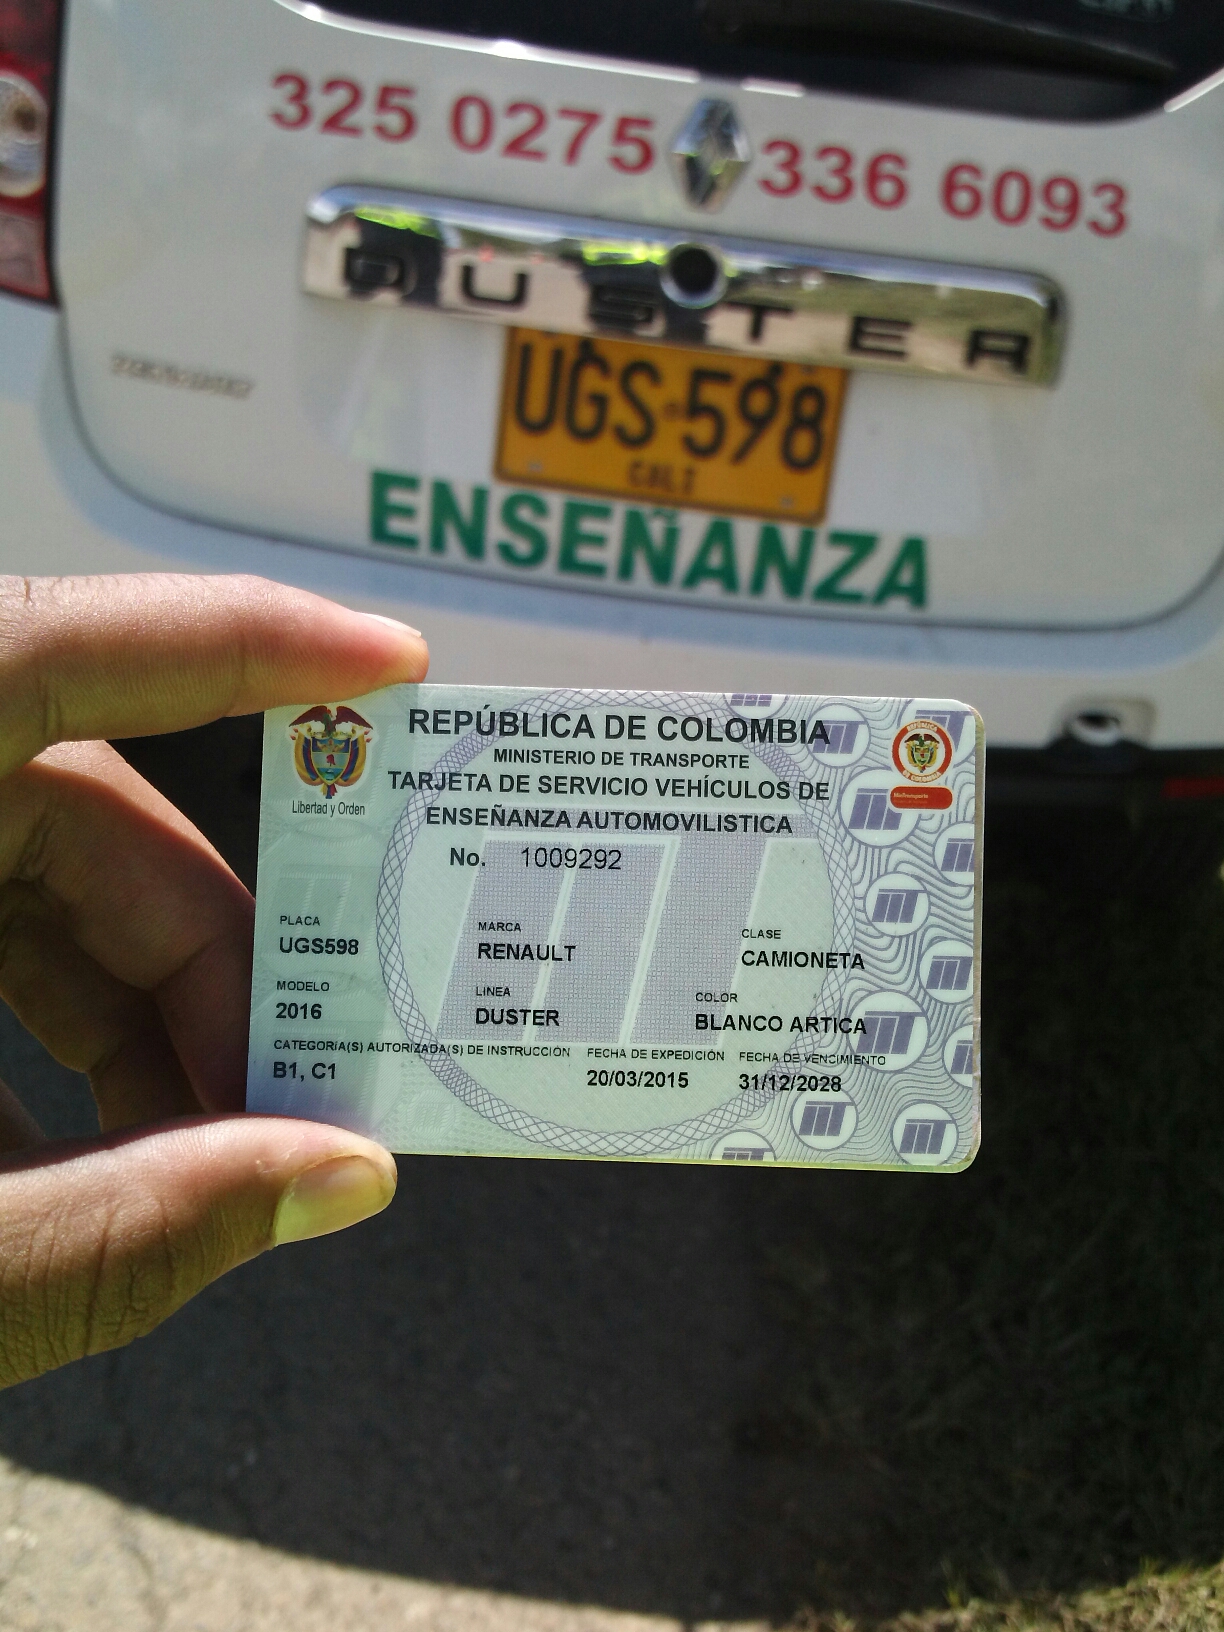 325 0275 336 6093
DUSTER
UGS-598
CALI
ENSEÑANZA
REPÚBLICA DE COLOMBIA
MINISTERIO DE TRANSPORTE
TARJETA DE SERVICIO VEHÍCULOS DE
ENSEÑANZA AUTOMOVILISTICA
Libertad y Orden
No. 1009292
PLACA MARCA CLASE
UGS598 RENAULT CAMIONETA
MODELO LINEA COLOR
2016 DUSTER BLANCO ARTICA
CATEGORIA(S) AUTORIZADA(S) DE INSTRUCCIÓN FECHA DE EXPEDICIÓN FECHA DE VENCIMIENTO
B1, C1 20/03/2015 31/12/2028